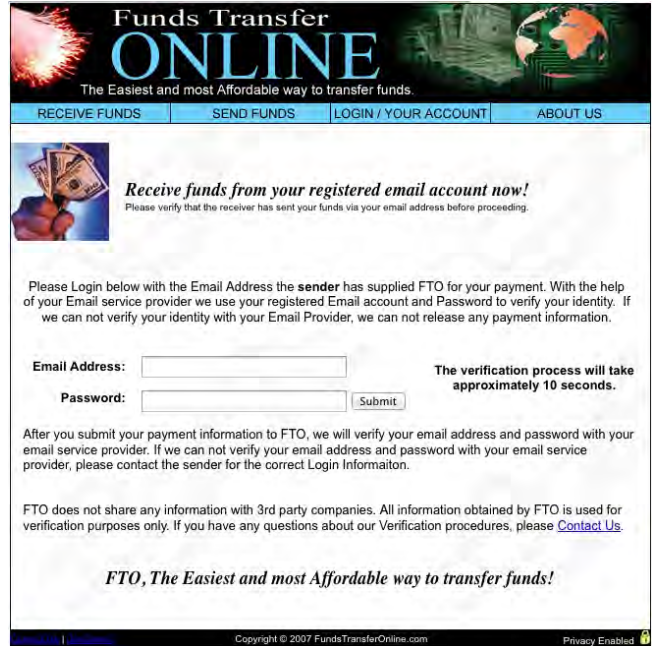 Funds Transfer
ONLINE
The Easiest and most Affordable way to transfer funds.
RECEIVE FUNDS SEND FUNDS LOGIN / YOUR ACCOUNT ABOUT US
Receive funds from your registered email account now!
Please verify that the receiver has sent your funds via your email address before proceeding.
Please Login below with the Email Address the sender has supplied FTO for your payment. With the help
of your Email service provider we use your registered Email account and Password to verify your identity. If
we can not verify your identity with your Email Provider, we can not release any payment information.
Email Address:
The verification process will take
approximately 10 seconds.
Password:
Submit
After you submit your payment information to FTO, we will verify your email address and password with your
email service provider. If we can not verify your email address and password with your email service
provider, please contact the sender for the correct Login Informaiton.
FTO does not share any information with 3rd party companies. All information obtained by FTO is used for
verification purposes only. If you have any questions about our Verification procedures, please Contact Us.
FTO, The Easiest and most Affordable way to transfer funds!
Copyright © 2007 FundsTransferOnline.com
Privacy Enabled